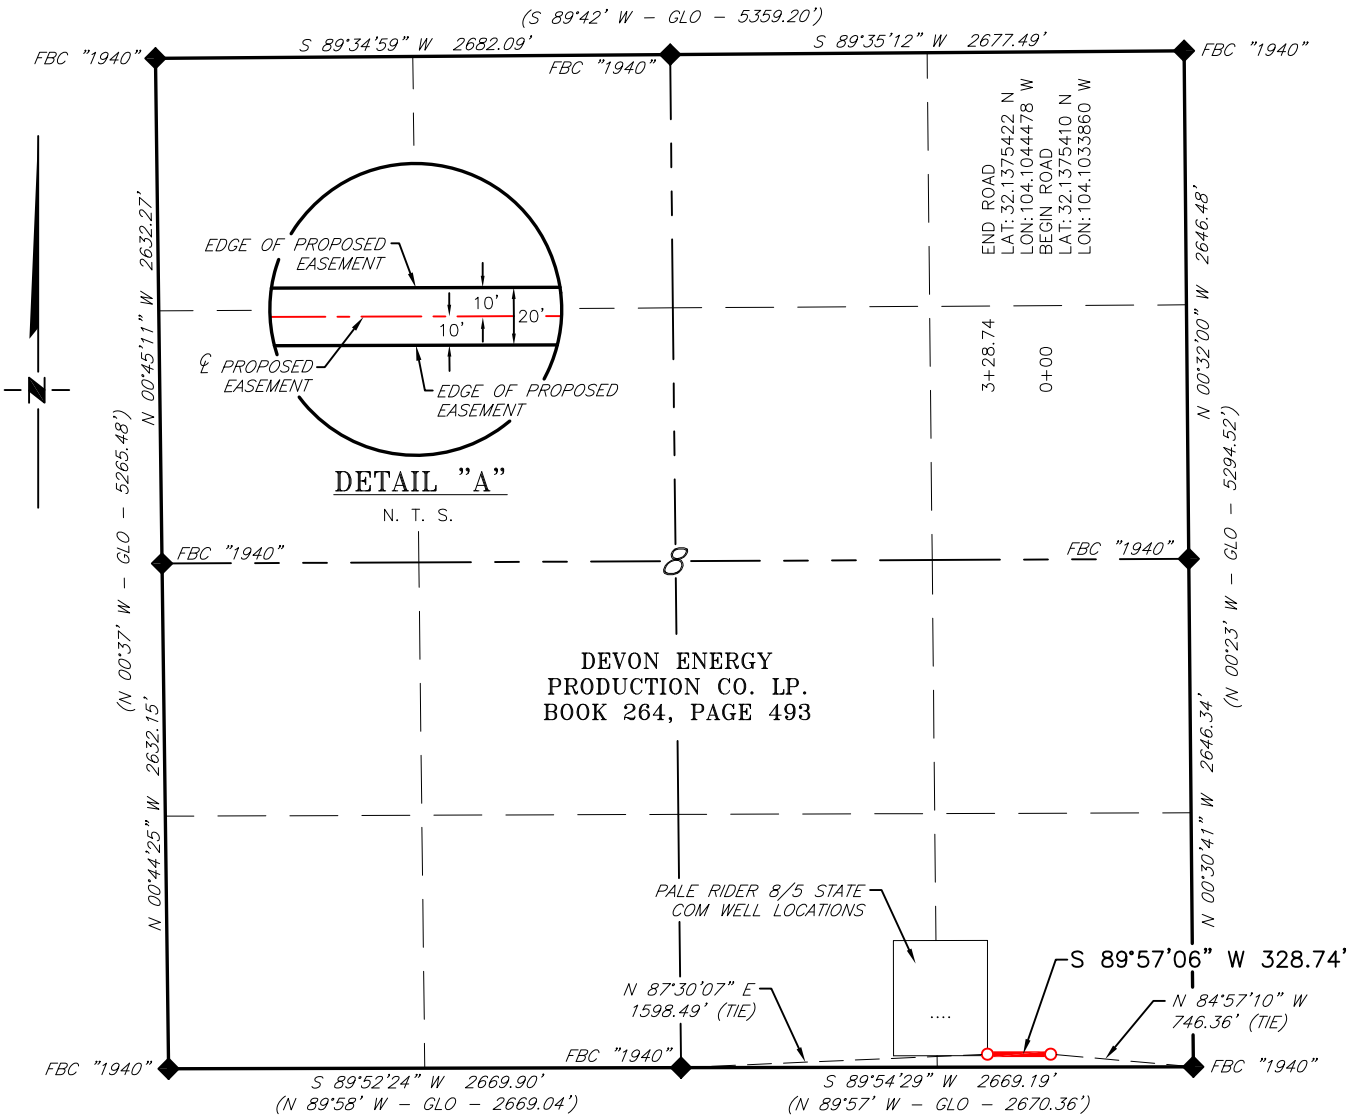 (S 89°42' W - GLO - 5359.20')
S 89°34'59" W 2682.09'
S 89°35'12" W 2677.49'
FBC "1940"
FBC "1940"
FBC "1940"
END ROAD
LAT: 32.1375422 N
LON: 104.1044478 W
BEGIN ROAD
LAT: 32.1375410 N
LON: 104.1033860 W
3+28.74
0+00
N 00°45'11" W 2632.27'
N 00°32'00" W 2646.48'
EDGE OF PROPOSED
EASEMENT
10'
20'
10'
℄ PROPOSED
EASEMENT
EDGE OF PROPOSED
EASEMENT
N
DETAIL "A"
N. T. S.
(N 00°37' W - GLO - 5265.48')
(N 00°23' W - GLO - 5294.52')
FBC "1940"
8
FBC "1940"
DEVON ENERGY
PRODUCTION CO. LP.
BOOK 264, PAGE 493
N 00°44'25" W 2632.15'
N 00°30'41" W 2646.34'
PALE RIDER 8/5 STATE
COM WELL LOCATIONS
S 89°57'06" W 328.74'
N 87°30'07" E
1598.49' (TIE)
N 84°57'10" W
746.36' (TIE)
....
FBC "1940"
FBC "1940"
FBC "1940"
S 89°52'24" W 2669.90'
(N 89°58' W - GLO - 2669.04')
S 89°54'29" W 2669.19'
(N 89°57' W - GLO - 2670.36')